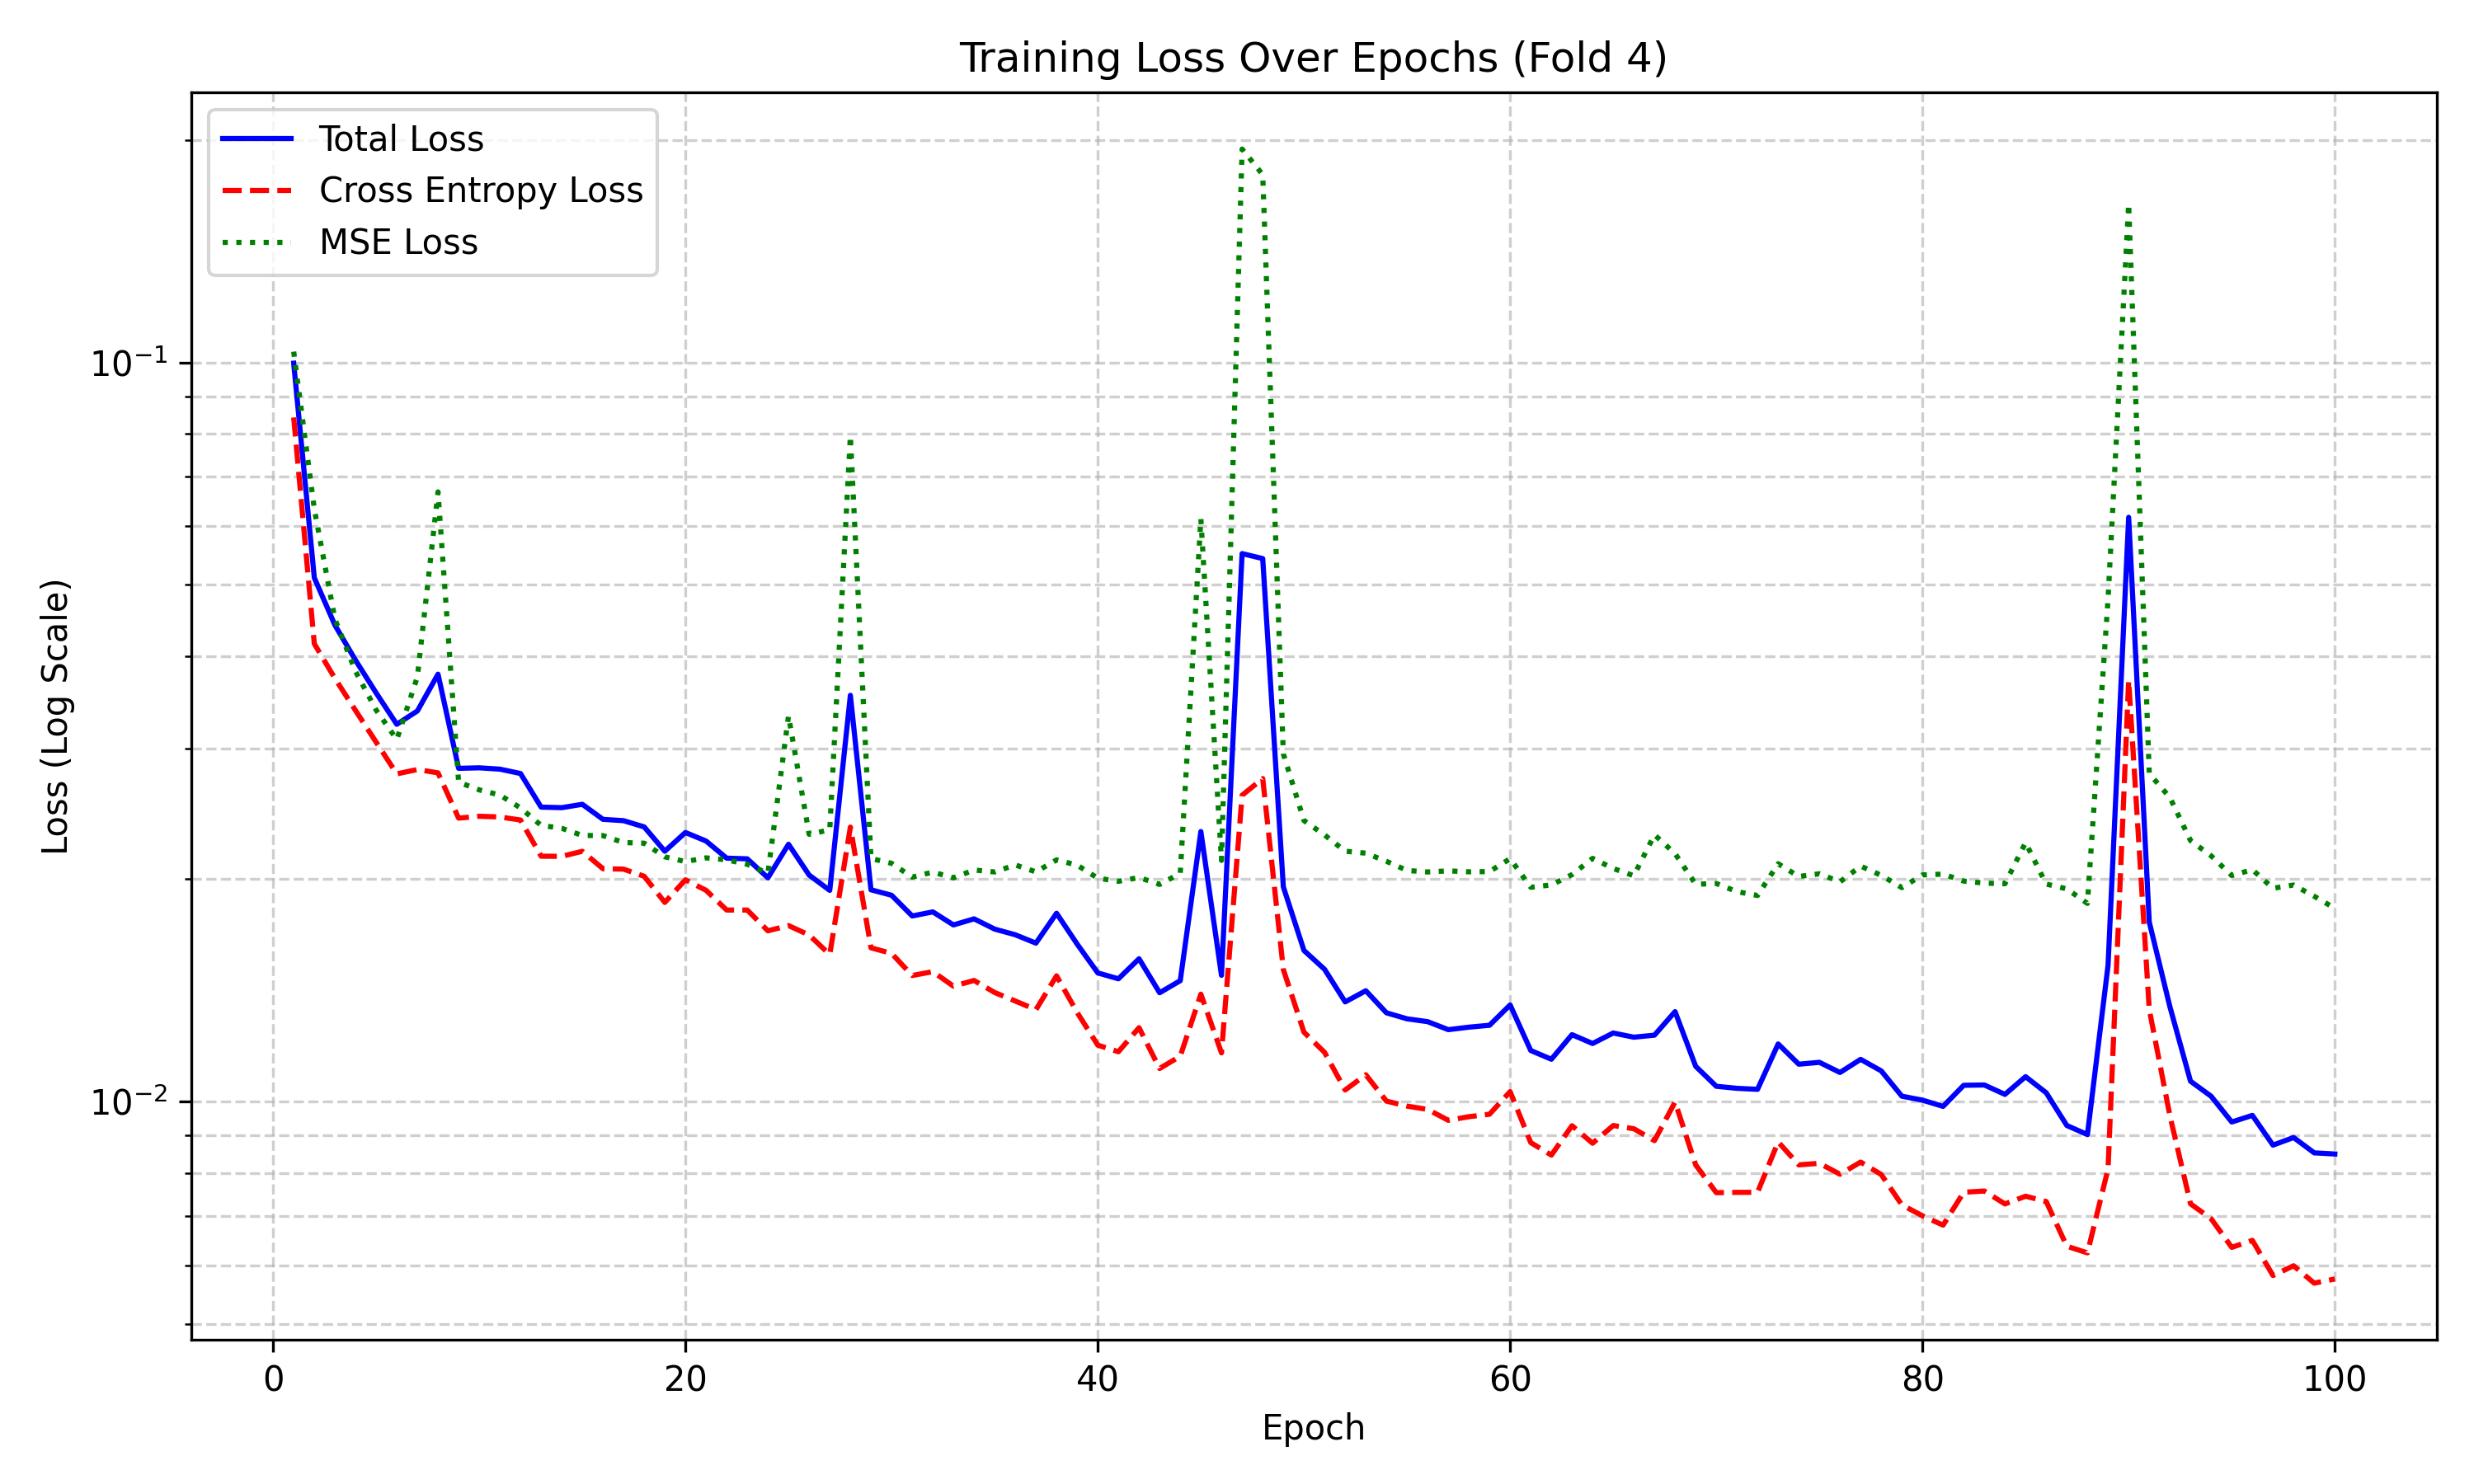 Training Loss Over Epochs (Fold 4)
Total Loss
Cross Entropy Loss
MSE Loss
Loss (Log Scale)
10⁻¹
10⁻²
0 20 40 60 80 100
Epoch